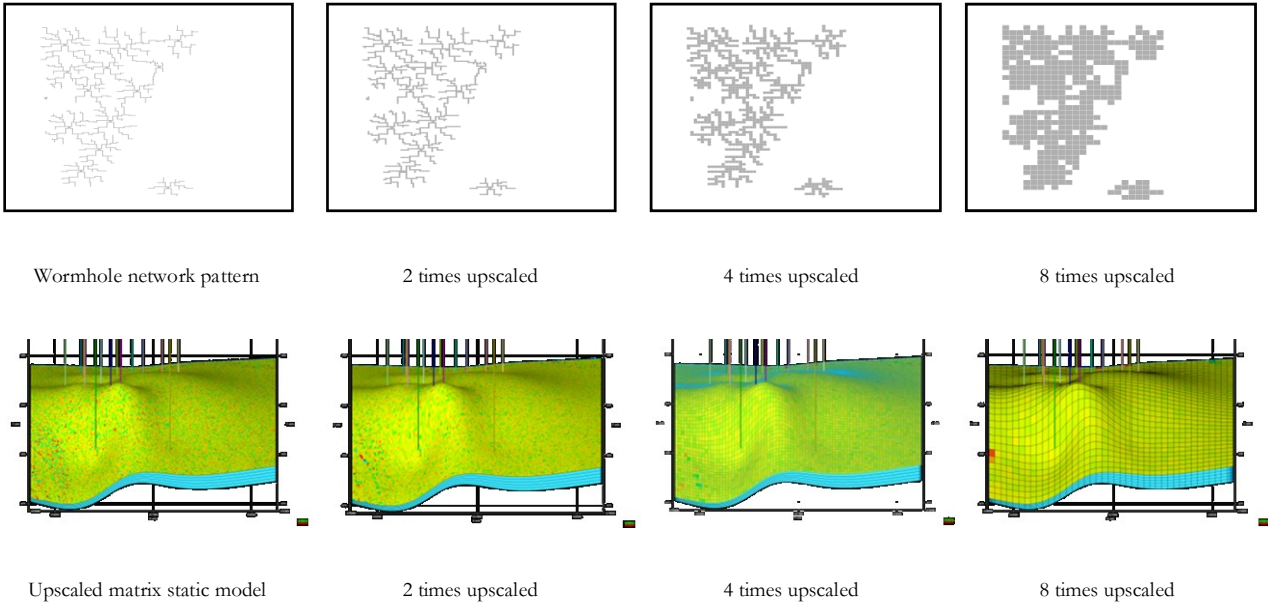 Wormhole network pattern
2 times upscaled
4 times upscaled
8 times upscaled
Upscaled matrix static model
2 times upscaled
4 times upscaled
8 times upscaled